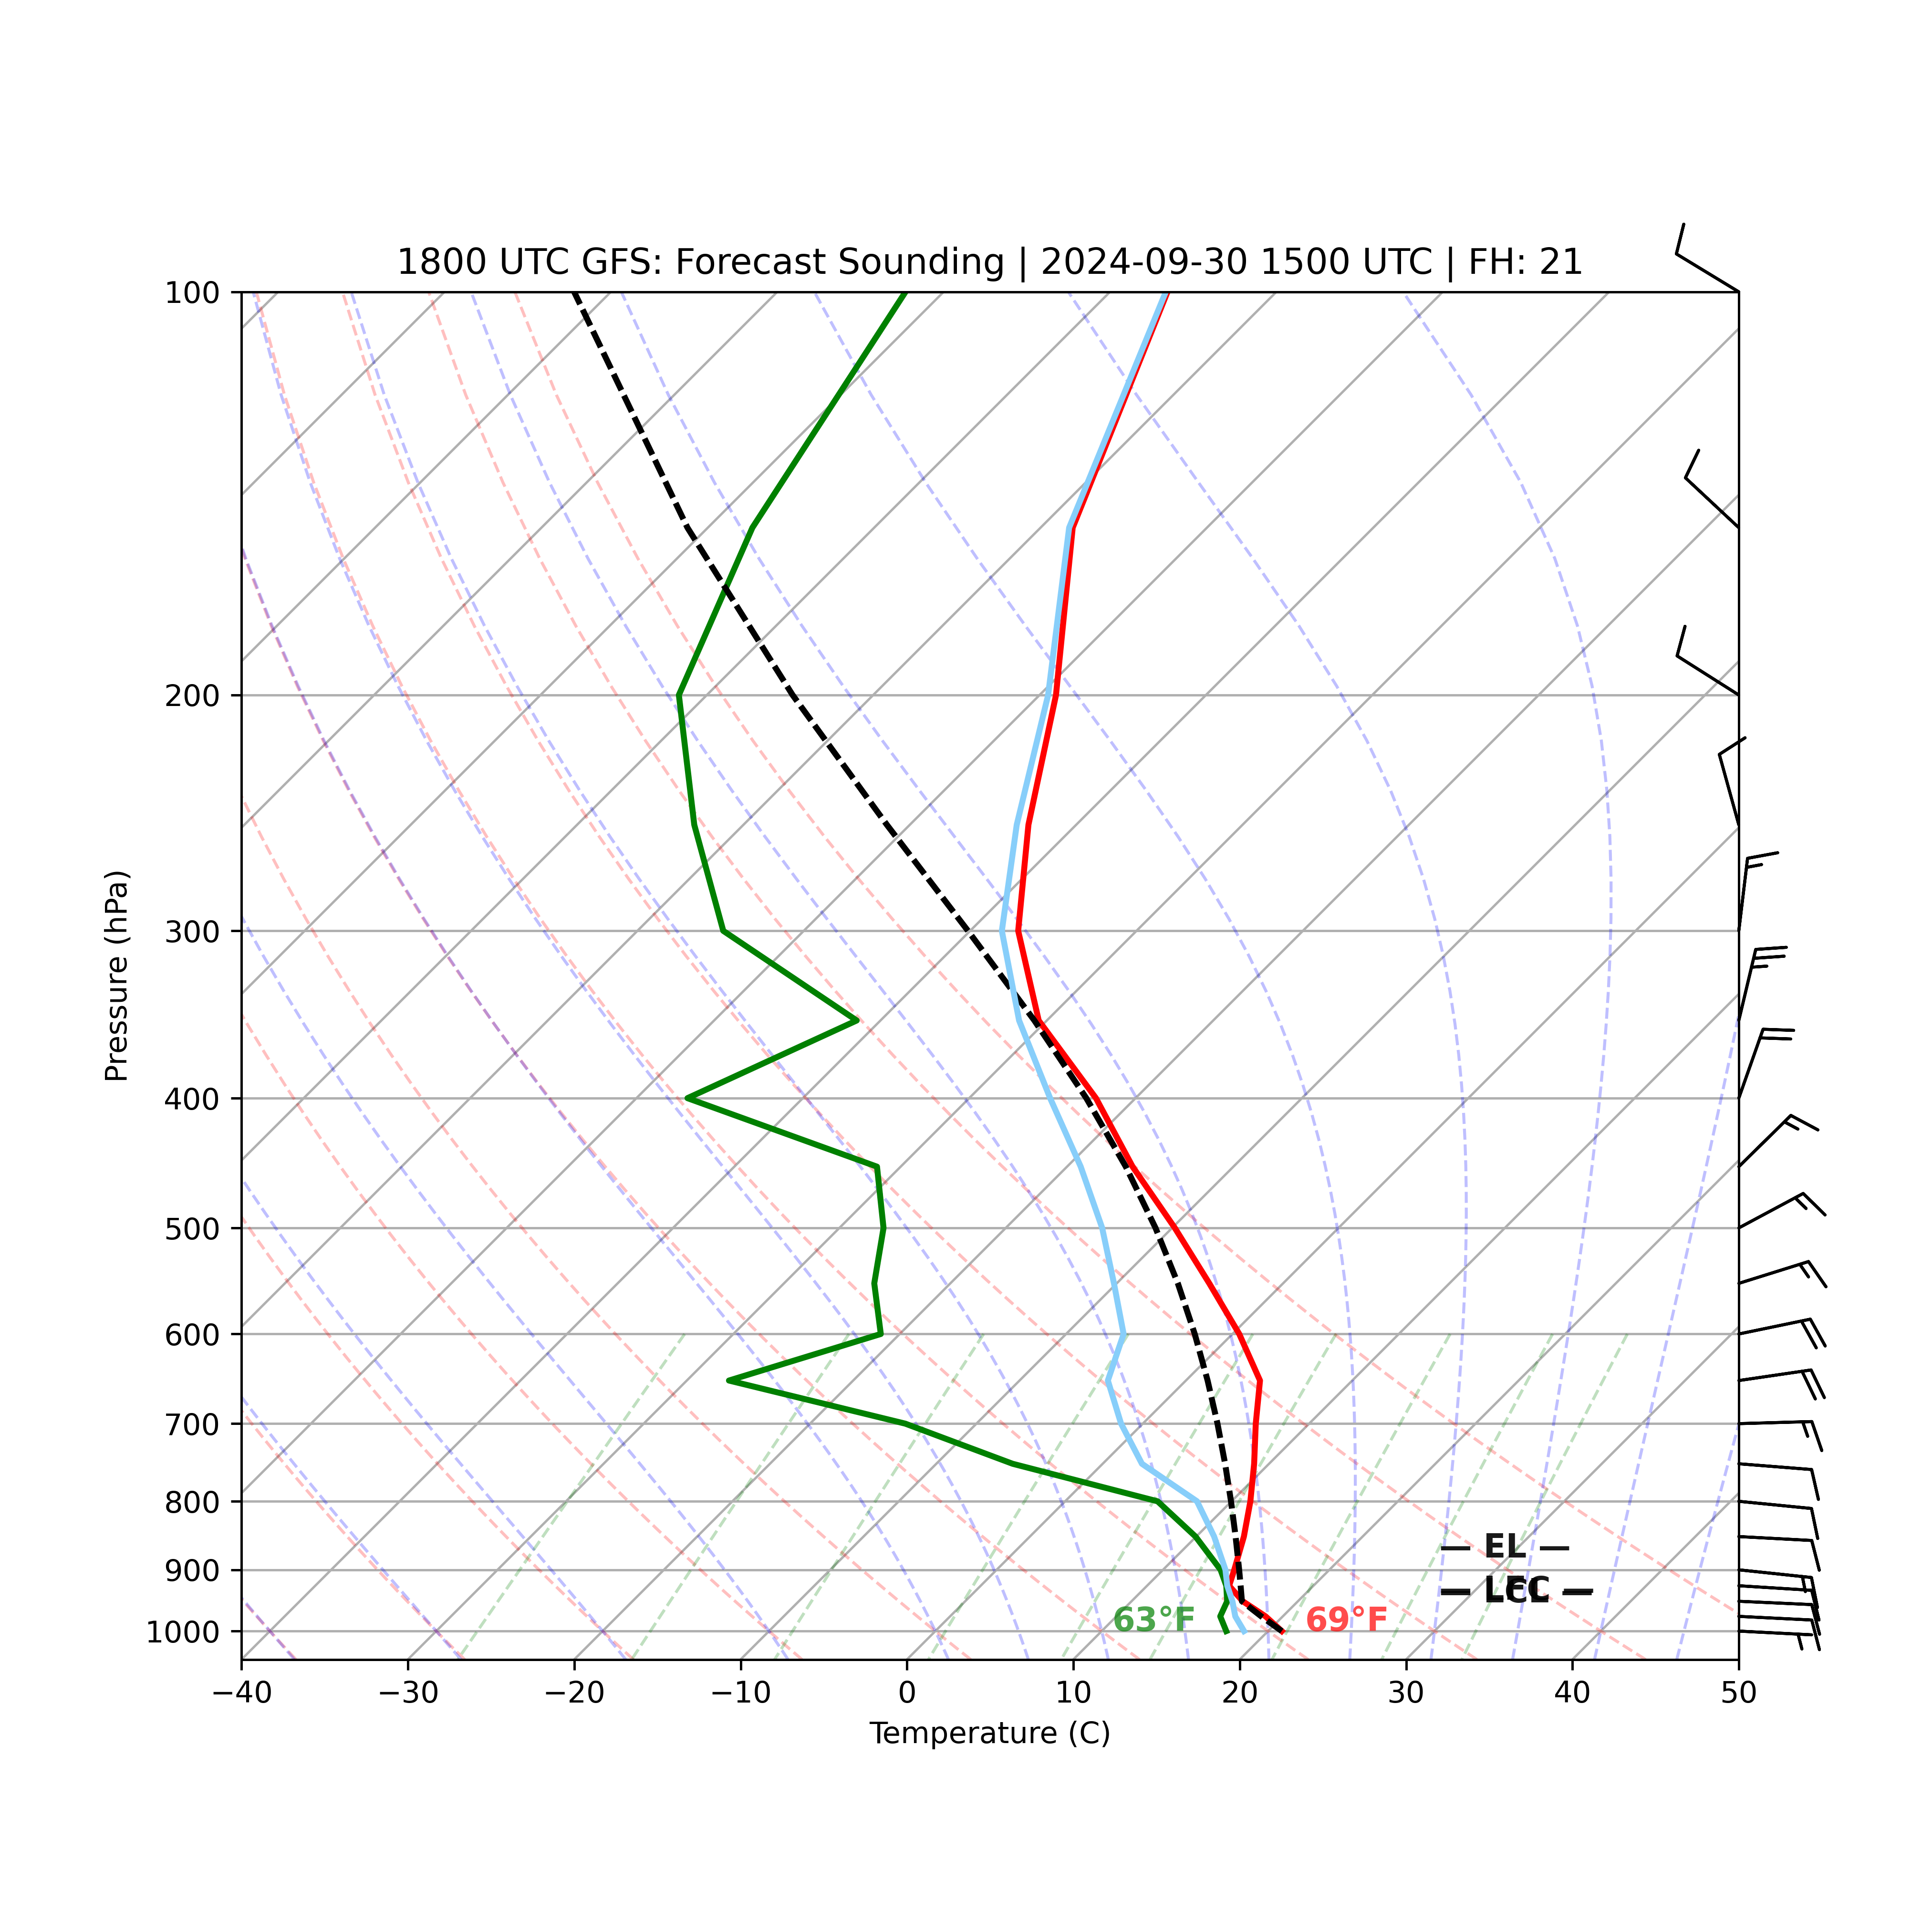 1800 UTC GFS: Forecast Sounding | 2024-09-30 1500 UTC | FH: 21
100
200
300
400
500
600
700
800
900
1000
Pressure (hPa)
— EL —
63°F
69°F
−40 −30 −20 −10 0 10 20 30 40 50
Temperature (C)